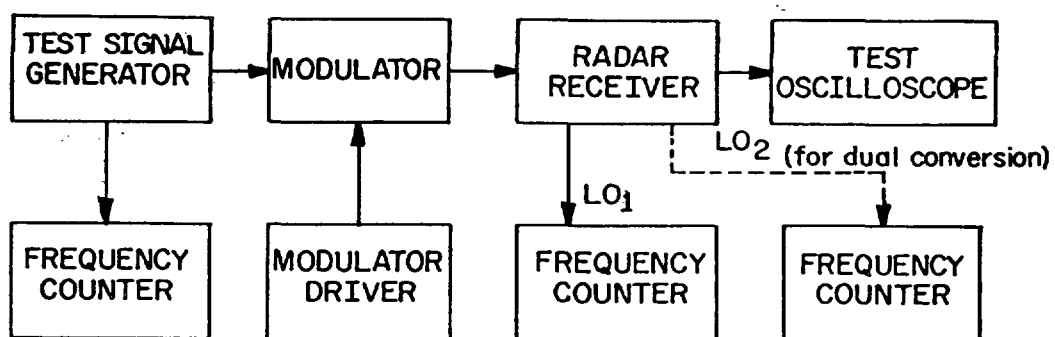 TEST SIGNAL
GENERATOR
MODULATOR
RADAR
RECEIVER
TEST
OSCILLOSCOPE
LO2 (for dual conversion)
LO1
FREQUENCY
COUNTER
MODULATOR
DRIVER
FREQUENCY
COUNTER
FREQUENCY
COUNTER